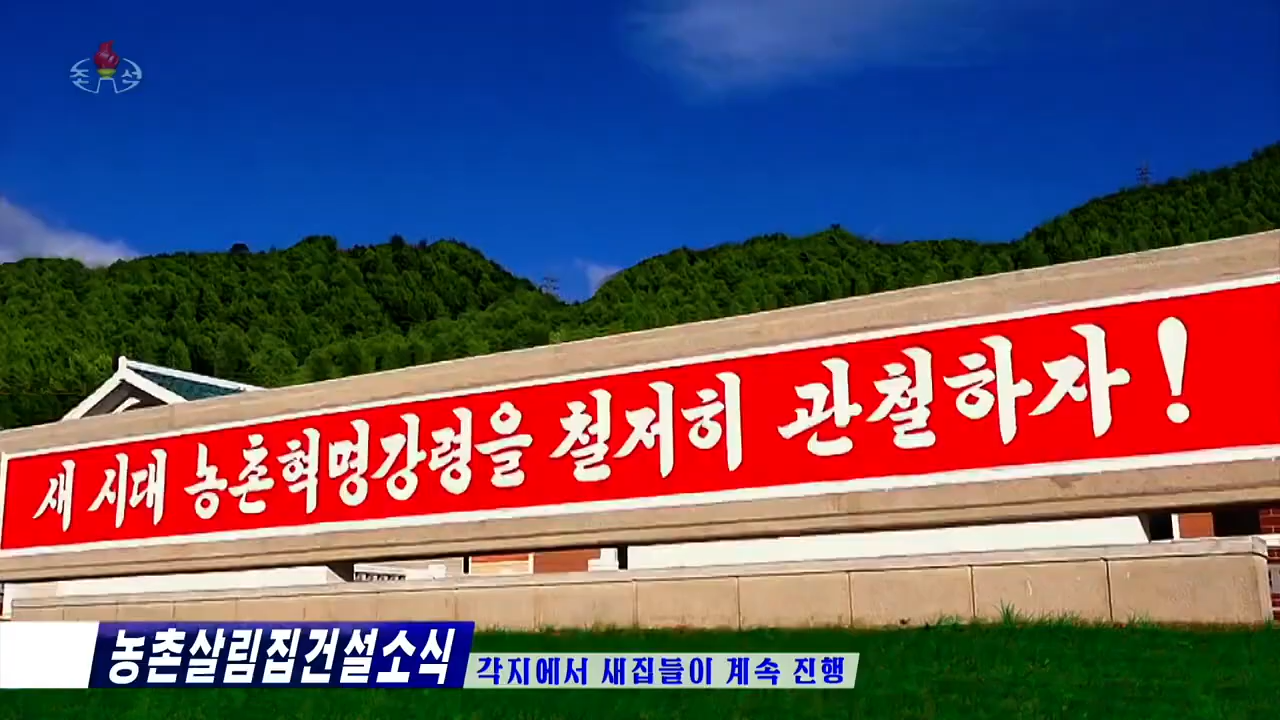 조선
새 시대 농촌혁명강령을 철저히 관철하자!
농촌살림집건설소식
각지에서 새집들이 계속 진행